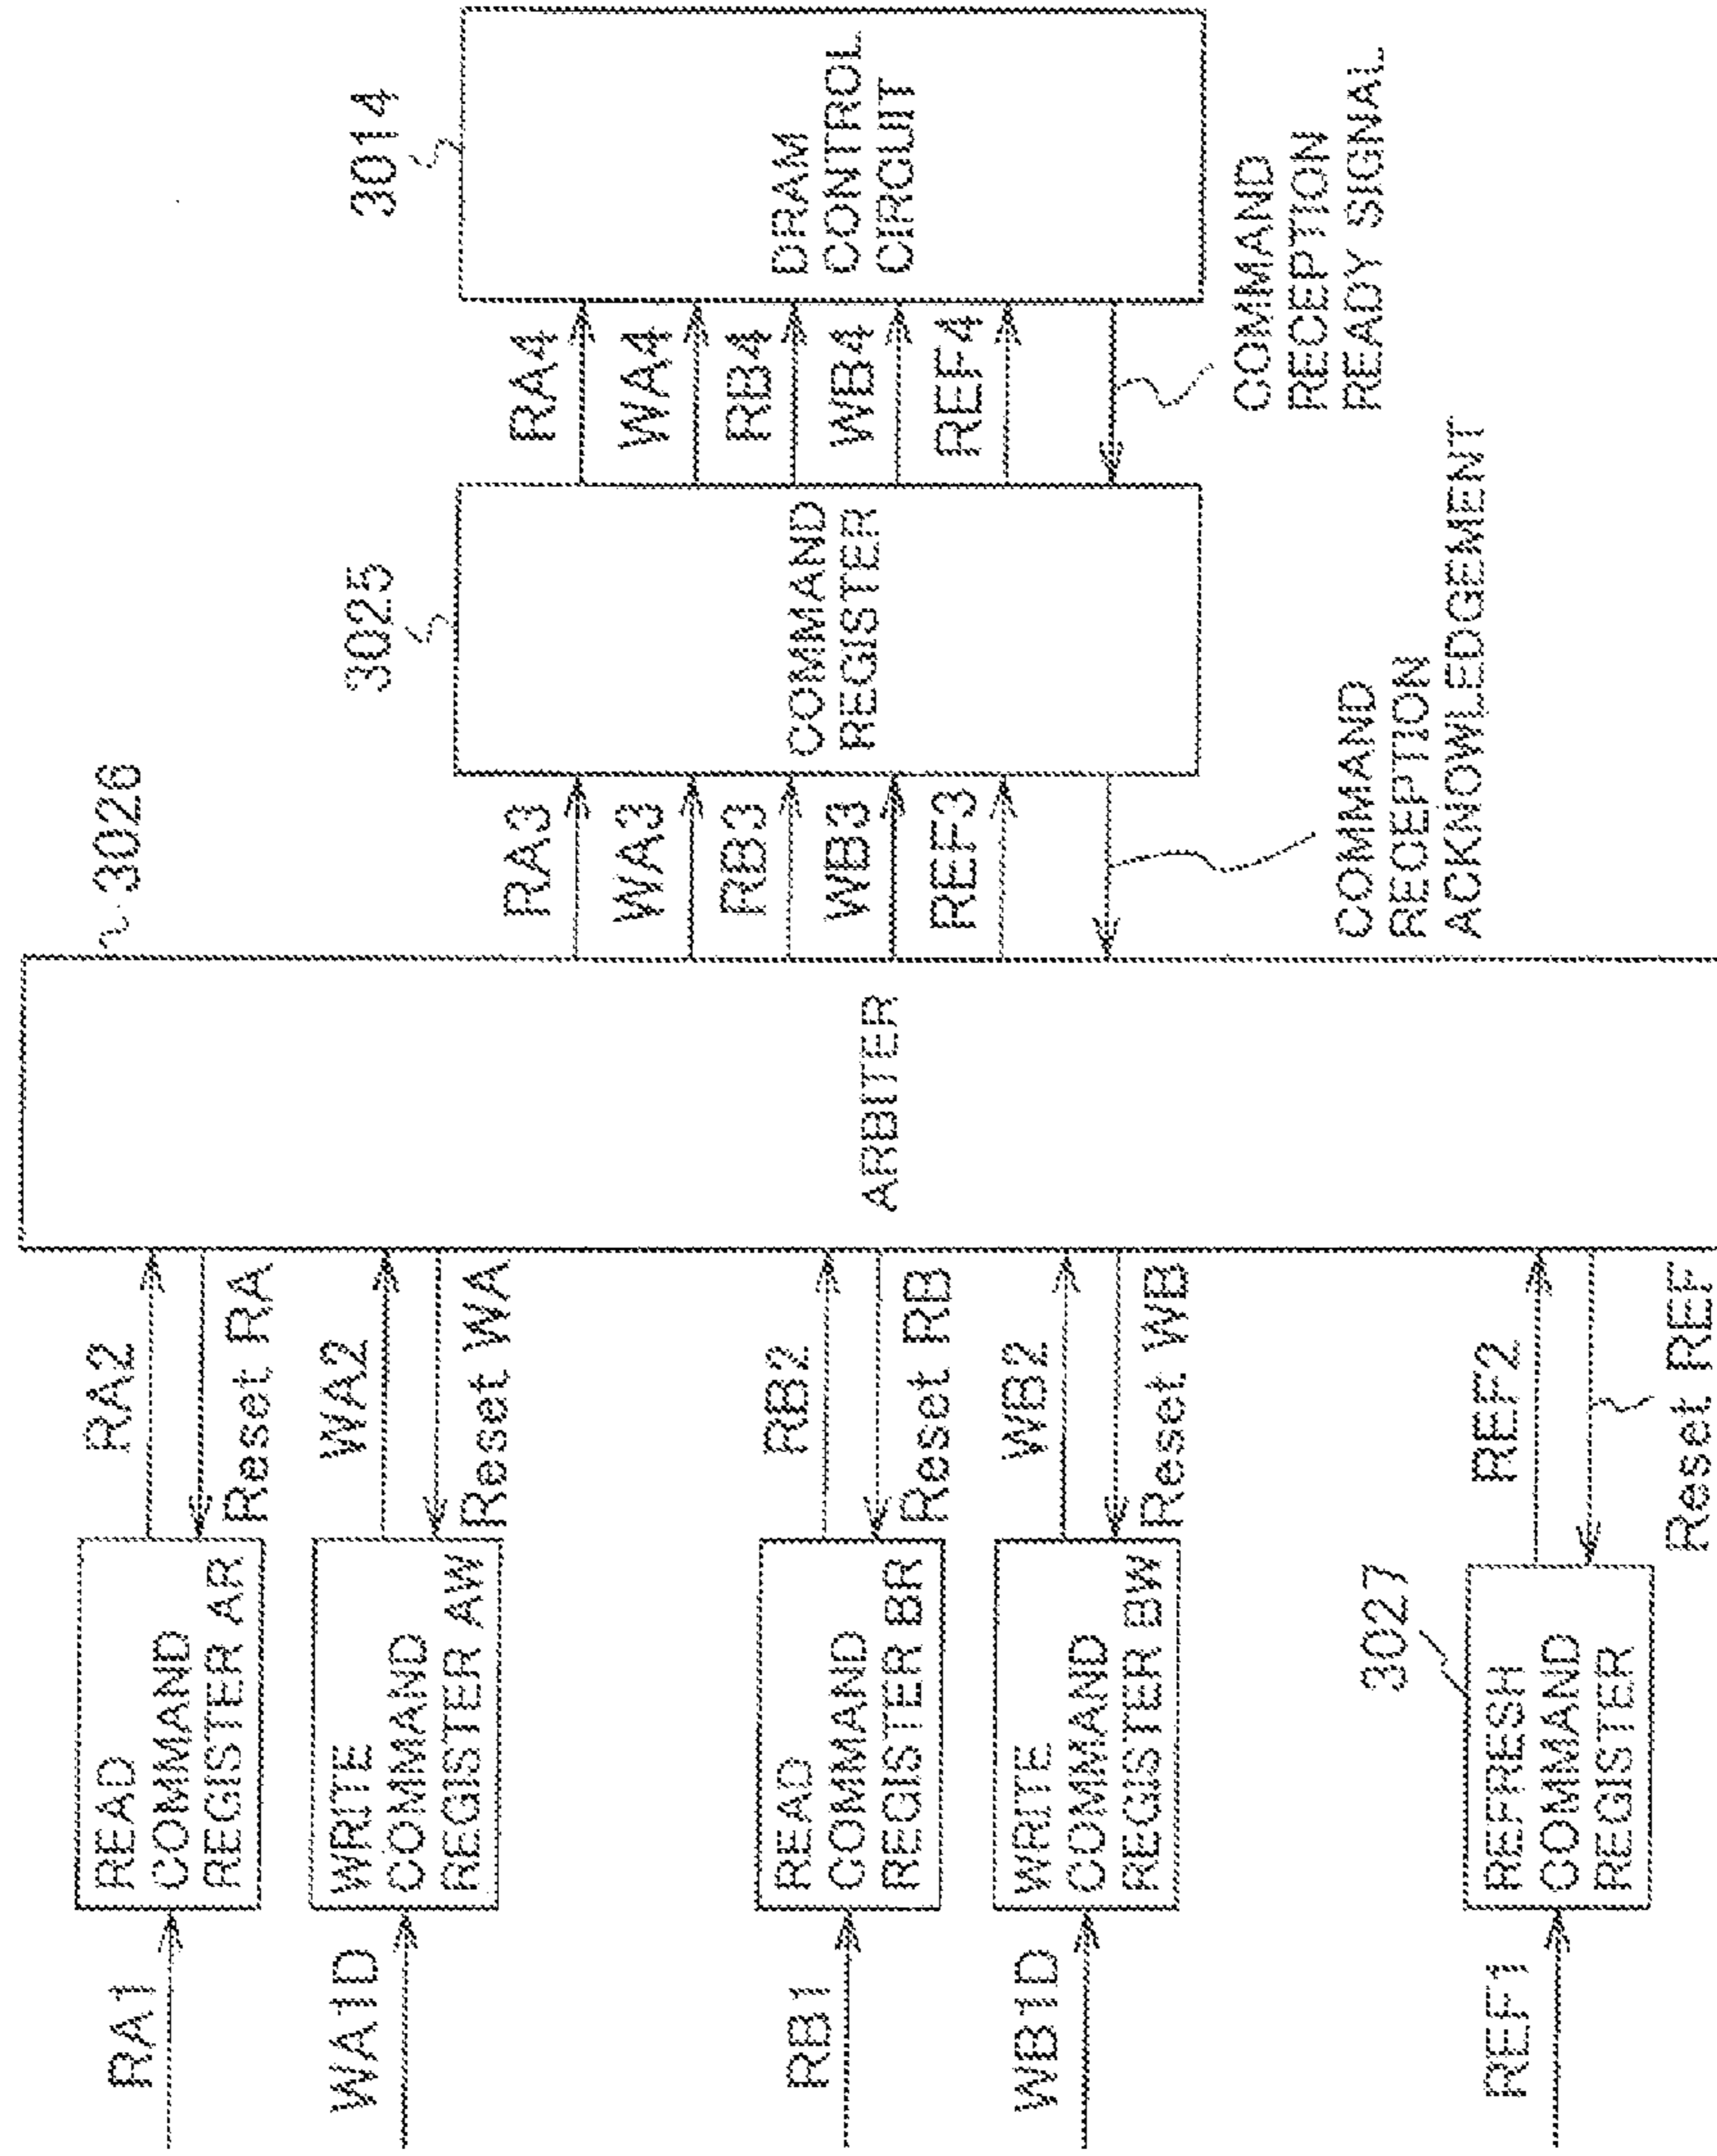 RA1
READ
COMMAND
REGISTER AR
RA2
Reset RA
WA1D
WRITE
COMMAND
REGISTER AW
WA2
Reset WA
RB1
READ
COMMAND
REGISTER BR
RB2
Reset RB
WB1D
WRITE
COMMAND
REGISTER BW
WB2
Reset WB
REF1
3027
REFRESH
COMMAND
REGISTER
REF2
Reset REF
3026
ARBITER
RA3
WA3
RB3
WB3
REF3
COMMAND
RECEPTION
ACKNOWLEDGEMENT
3025
COMMAND
REGISTER
RA4
WA4
RB4
WB4
REF4
COMMAND
RECEPTION
READY SIGNAL
3014
DRAM
CONTROL
CIRCUIT